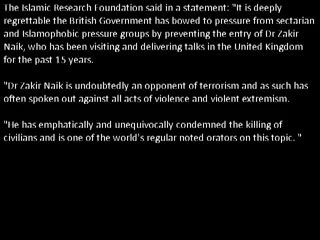 The Islamic Research Foundation said in a statement: "It is deeply
regrettable the British Government has bowed to pressure from sectarian
and Islamophobic pressure groups by preventing the entry of Dr Zakir
Naik, who has been visiting and delivering talks in the United Kingdom
for the past 15 years.
"Dr Zakir Naik is undoubtedly an opponent of terrorism and as such has
often spoken out against all acts of violence and violent extremism.
"He has emphatically and unequivocally condemned the killing of
civilians and is one of the world's regular noted orators on this topic. "